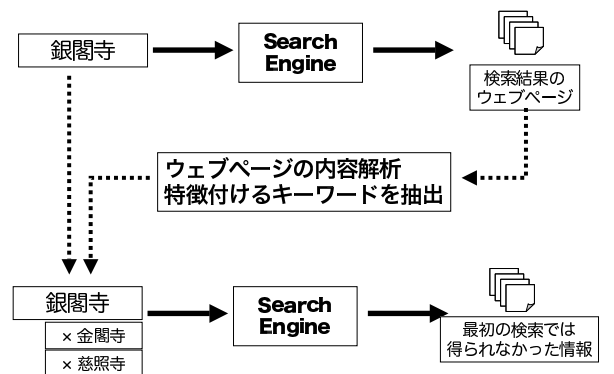 銀閣寺
Search
Engine
検索結果の
ウェブページ
ウェブページの内容解析
特徴付けるキーワードを抽出
銀閣寺
× 金閣寺
× 慈照寺
Search
Engine
最初の検索では
得られなかった情報